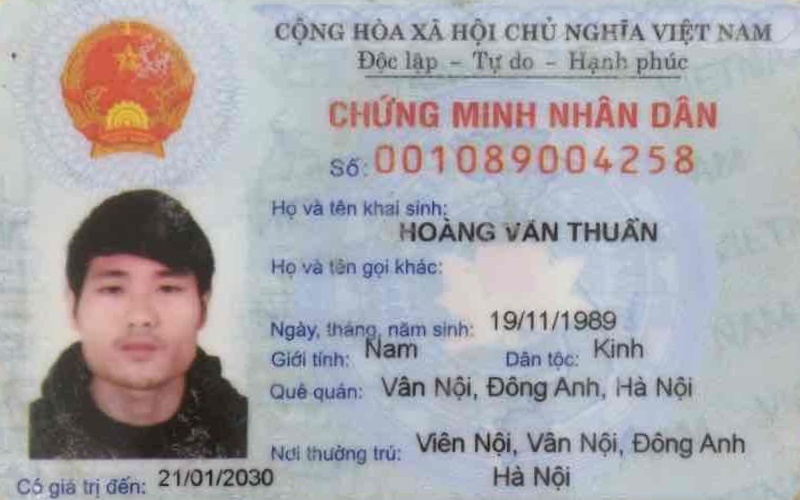 CỘNG HÒA XÃ HỘI CHỦ NGHĨA VIỆT NAM
Độc lập - Tự do - Hạnh phúc
CHỨNG MINH NHÂN DÂN
Số: 001089004258
Họ và tên khai sinh:
HOÀNG VĂN THUẤN
Họ và tên gọi khác:
Ngày, tháng, năm sinh: 19/11/1989
Giới tính: Nam Dân tộc: Kinh
Quê quán: Vân Nội, Đông Anh, Hà Nội
Nơi thường trú: Viên Nội, Vân Nội, Đông Anh
Hà Nội
Có giá trị đến: 21/01/2030